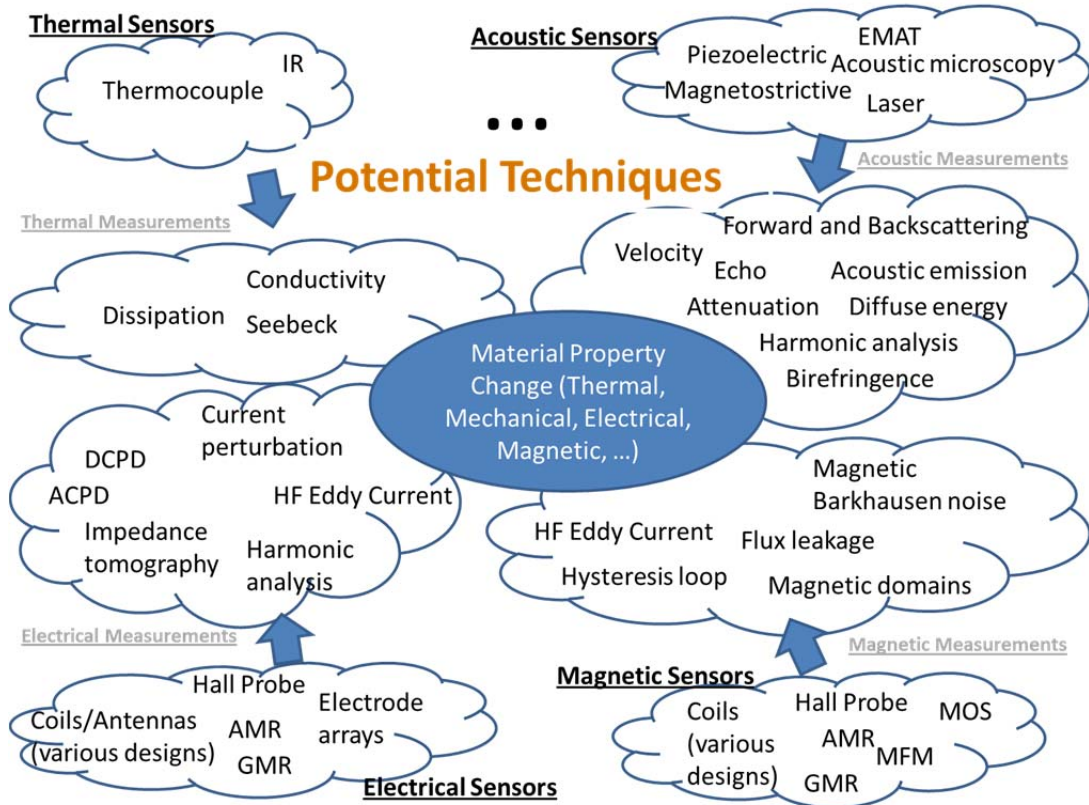 Thermal Sensors
IR
Thermocouple
Acoustic Sensors
EMAT
Piezoelectric
Acoustic microscopy
Magnetostrictive
Laser
...
Potential Techniques
Acoustic Measurements
Thermal Measurements
Conductivity
Dissipation
Seebeck
Forward and Backscattering
Velocity
Echo
Acoustic emission
Attenuation
Diffuse energy
Harmonic analysis
Birefringence
Material Property
Change (Thermal,
Mechanical, Electrical,
Magnetic, ...)
Current
perturbation
DCPD
ACPD
HF Eddy Current
Impedance
tomography
Harmonic
analysis
Magnetic
Barkhausen noise
HF Eddy Current
Flux leakage
Hysteresis loop
Magnetic domains
Electrical Measurements
Magnetic Measurements
Hall Probe
Coils/Antennas
(various designs)
AMR
GMR
Electrode
arrays
Electrical Sensors
Magnetic Sensors
Coils
(various
designs)
Hall Probe
MOS
AMR
MFM
GMR